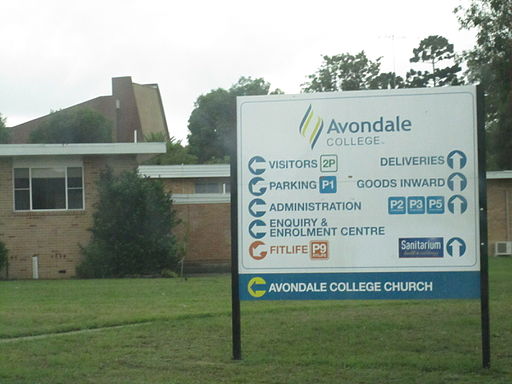 Avondale
COLLEGE
VISITORS 2P
DELIVERIES
PARKING P1
GOODS INWARD
ADMINISTRATION
P2 P3 P5
ENQUIRY &
ENROLMENT CENTRE
FITLIFE P9
Sanitarium
AVONDALE COLLEGE CHURCH